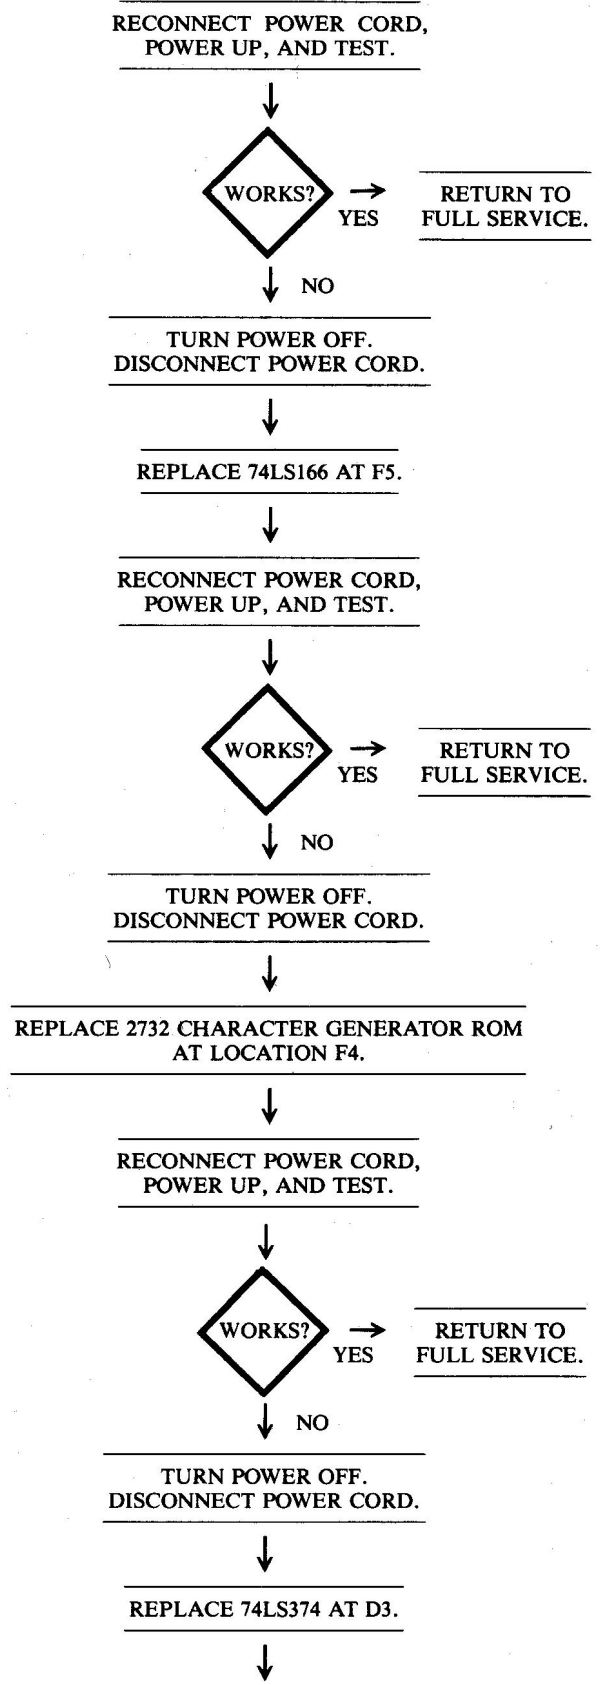 RECONNECT POWER CORD,
POWER UP, AND TEST.
WORKS?
YES
RETURN TO
FULL SERVICE.
NO
TURN POWER OFF.
DISCONNECT POWER CORD.
REPLACE 74LS166 AT F5.
RECONNECT POWER CORD,
POWER UP, AND TEST.
WORKS?
YES
RETURN TO
FULL SERVICE.
NO
TURN POWER OFF.
DISCONNECT POWER CORD.
REPLACE 2732 CHARACTER GENERATOR ROM
AT LOCATION F4.
RECONNECT POWER CORD,
POWER UP, AND TEST.
WORKS?
YES
RETURN TO
FULL SERVICE.
NO
TURN POWER OFF.
DISCONNECT POWER CORD.
REPLACE 74LS374 AT D3.